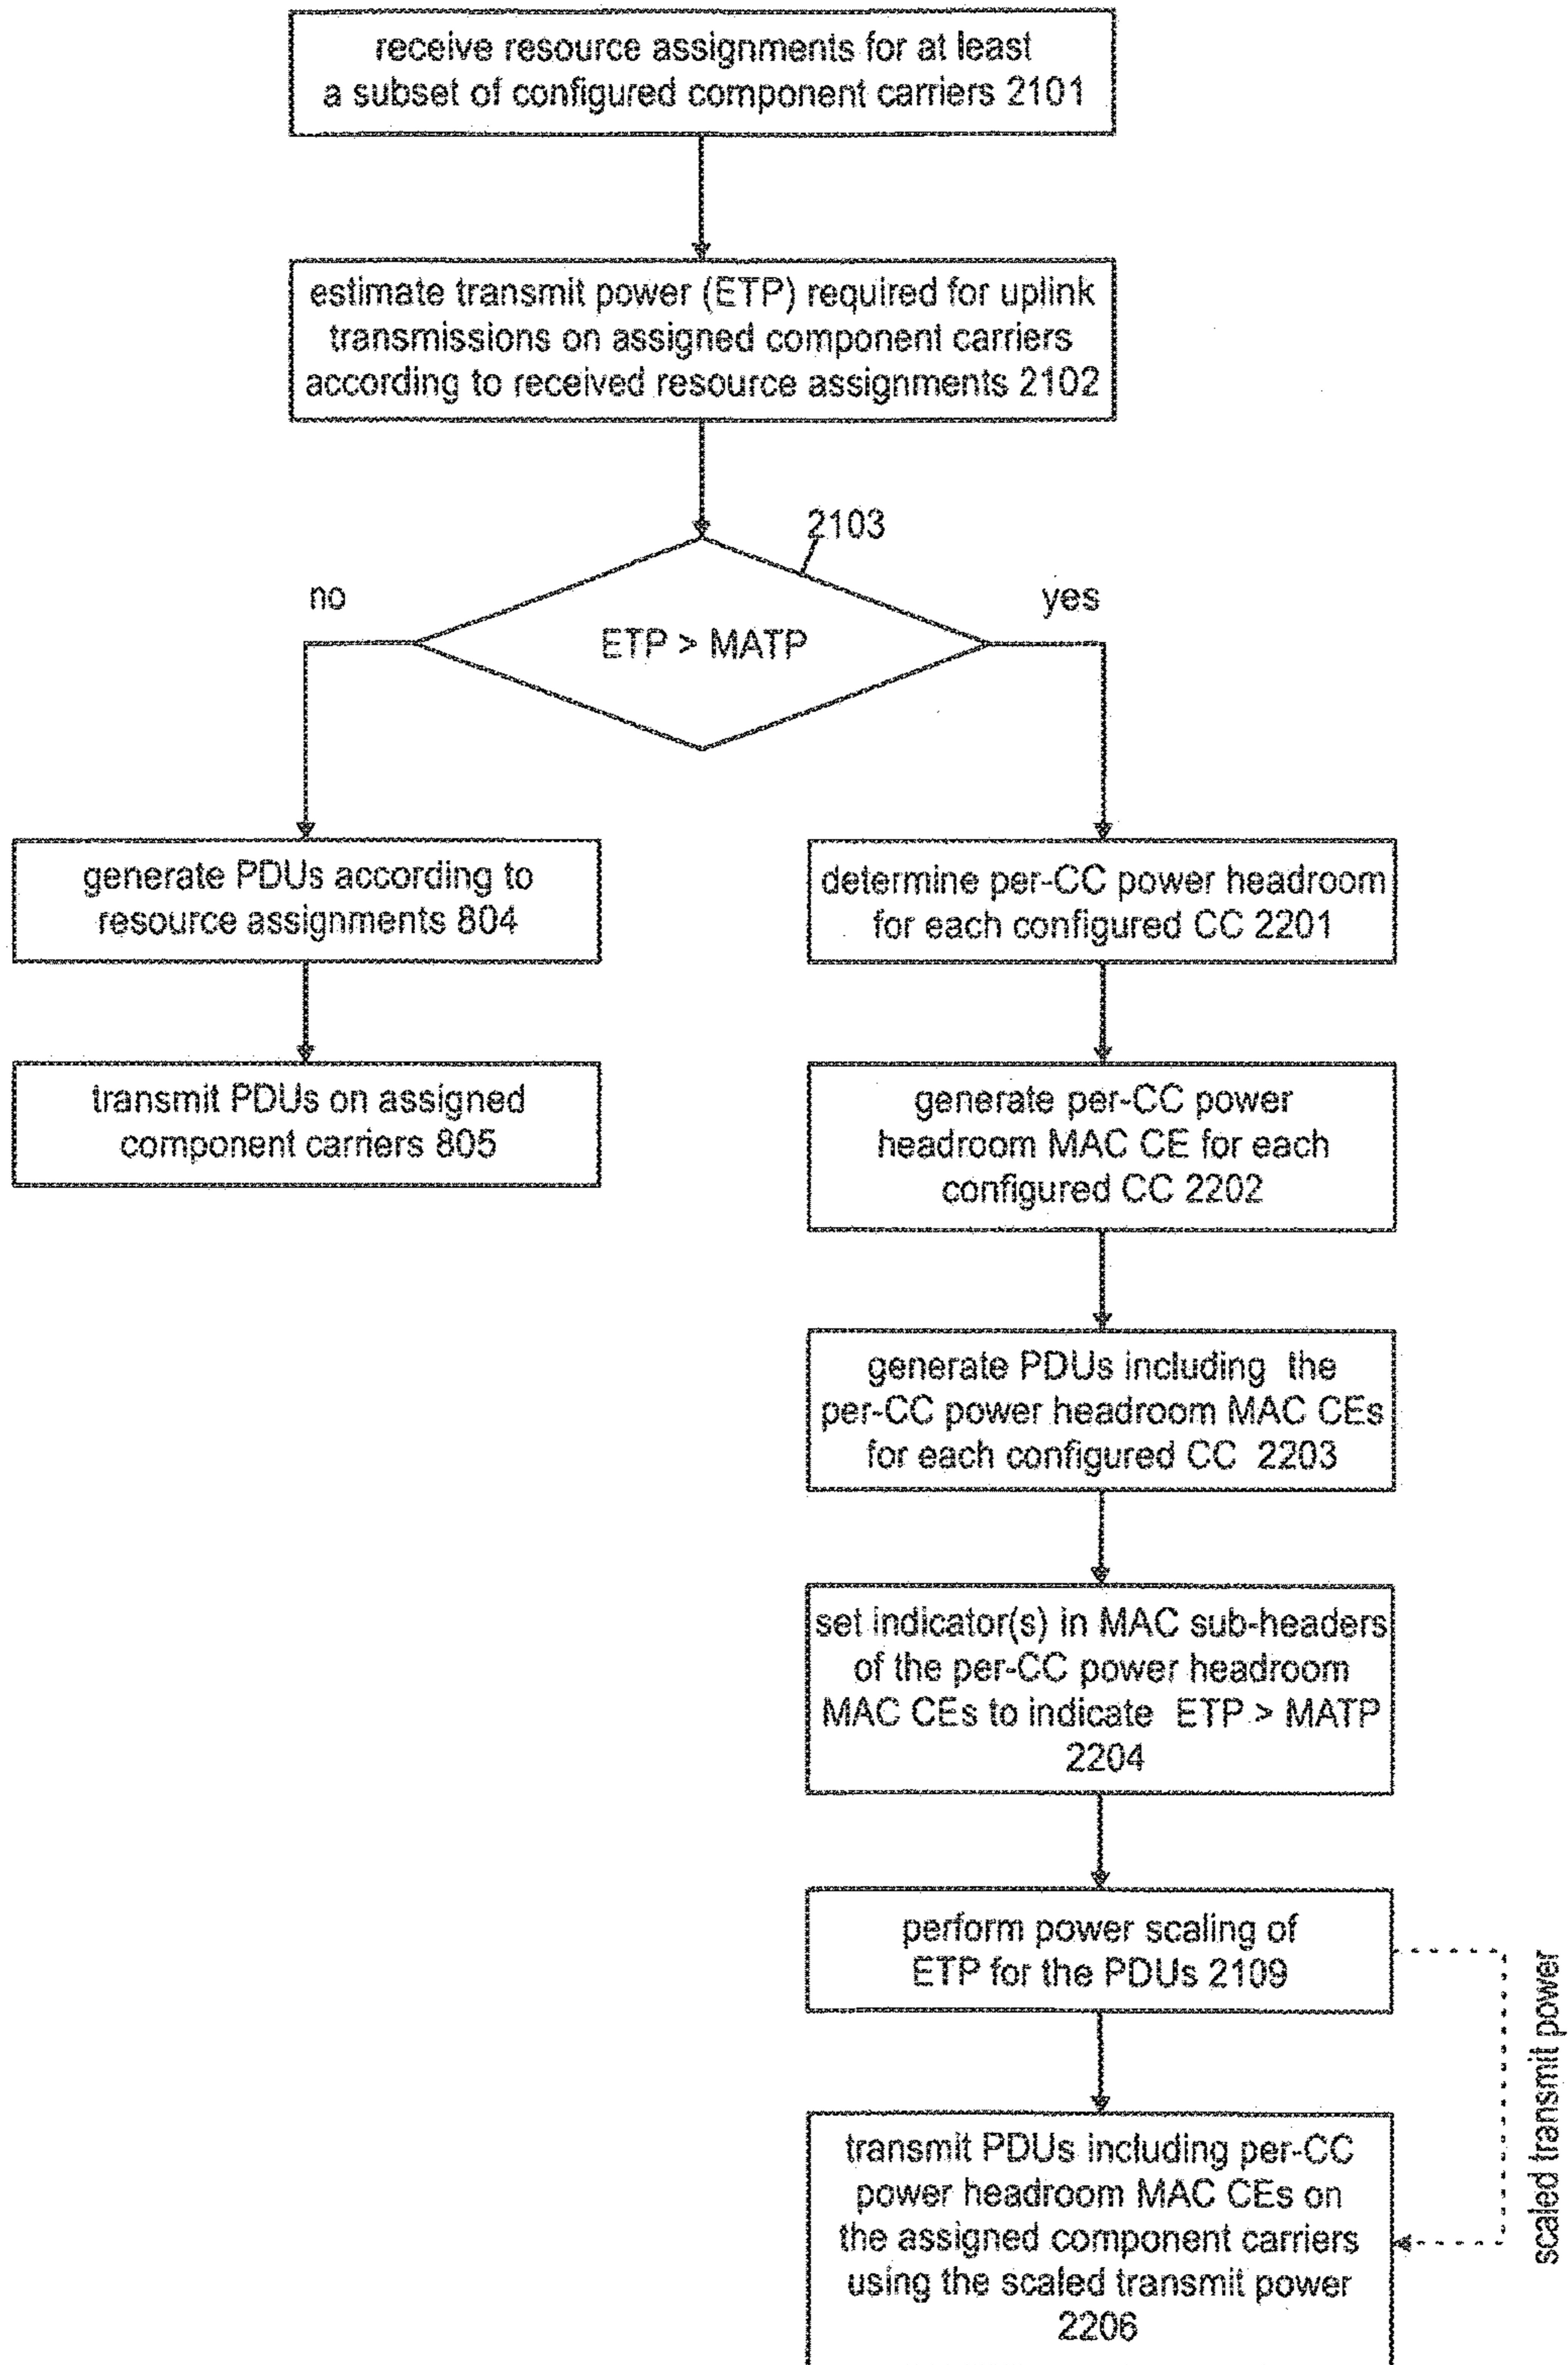 receive resource assignments for at least
a subset of configured component carriers 2101
estimate transmit power (ETP) required for uplink
transmissions on assigned component carriers
according to received resource assignments 2102
2103
no
yes
ETP > MATP
generate PDUs according to
resource assignments 804
transmit PDUs on assigned
component carriers 805
determine per-CC power headroom
for each configured CC 2201
generate per-CC power
headroom MAC CE for each
configured CC 2202
generate PDUs including the
per-CC power headroom MAC CEs
for each configured CC 2203
set indicator(s) in MAC sub-headers
of the per-CC power headroom
MAC CEs to indicate ETP > MATP
2204
perform power scaling of
ETP for the PDUs 2109
scaled transmit power
transmit PDUs including per-CC
power headroom MAC CEs on
the assigned component carriers
using the scaled transmit power
2206